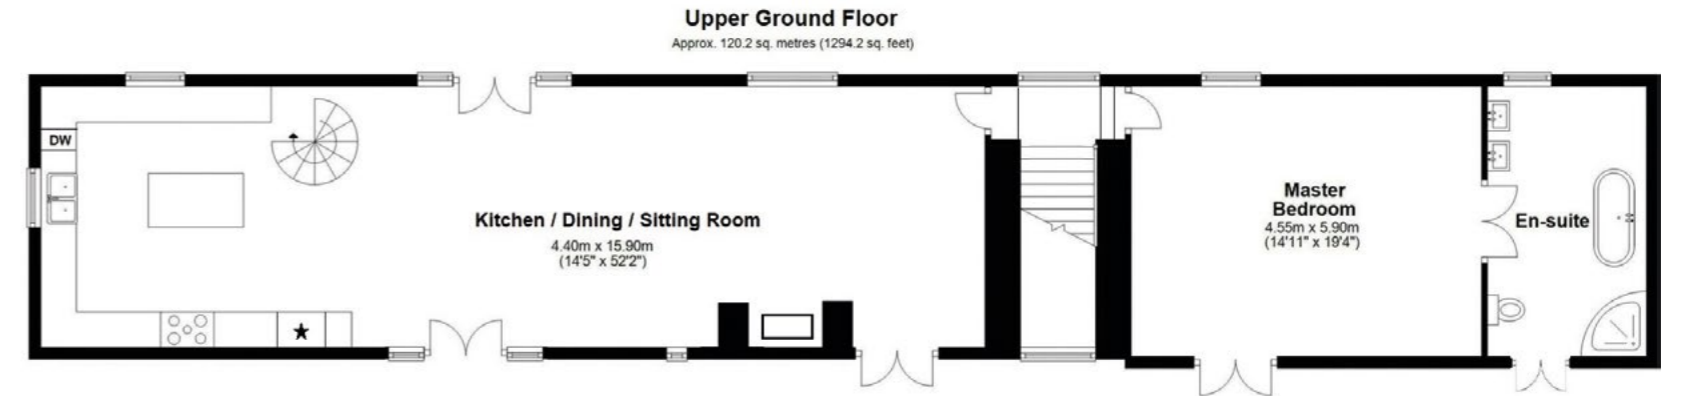 Upper Ground Floor
Approx. 120.2 sq. metres (1294.2 sq. feet)
DW
Kitchen / Dining / Sitting Room
4.40m x 15.90m
(14'5" x 52'2")
Master
Bedroom
4.55m x 5.90m
(14'11" x 19'4")
En-suite